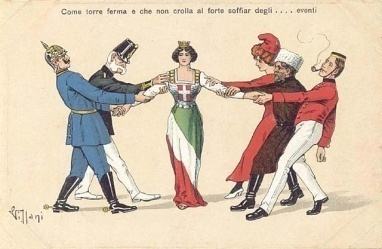 Come torre ferma e che non crolla al forte soffiar degli .... eventi